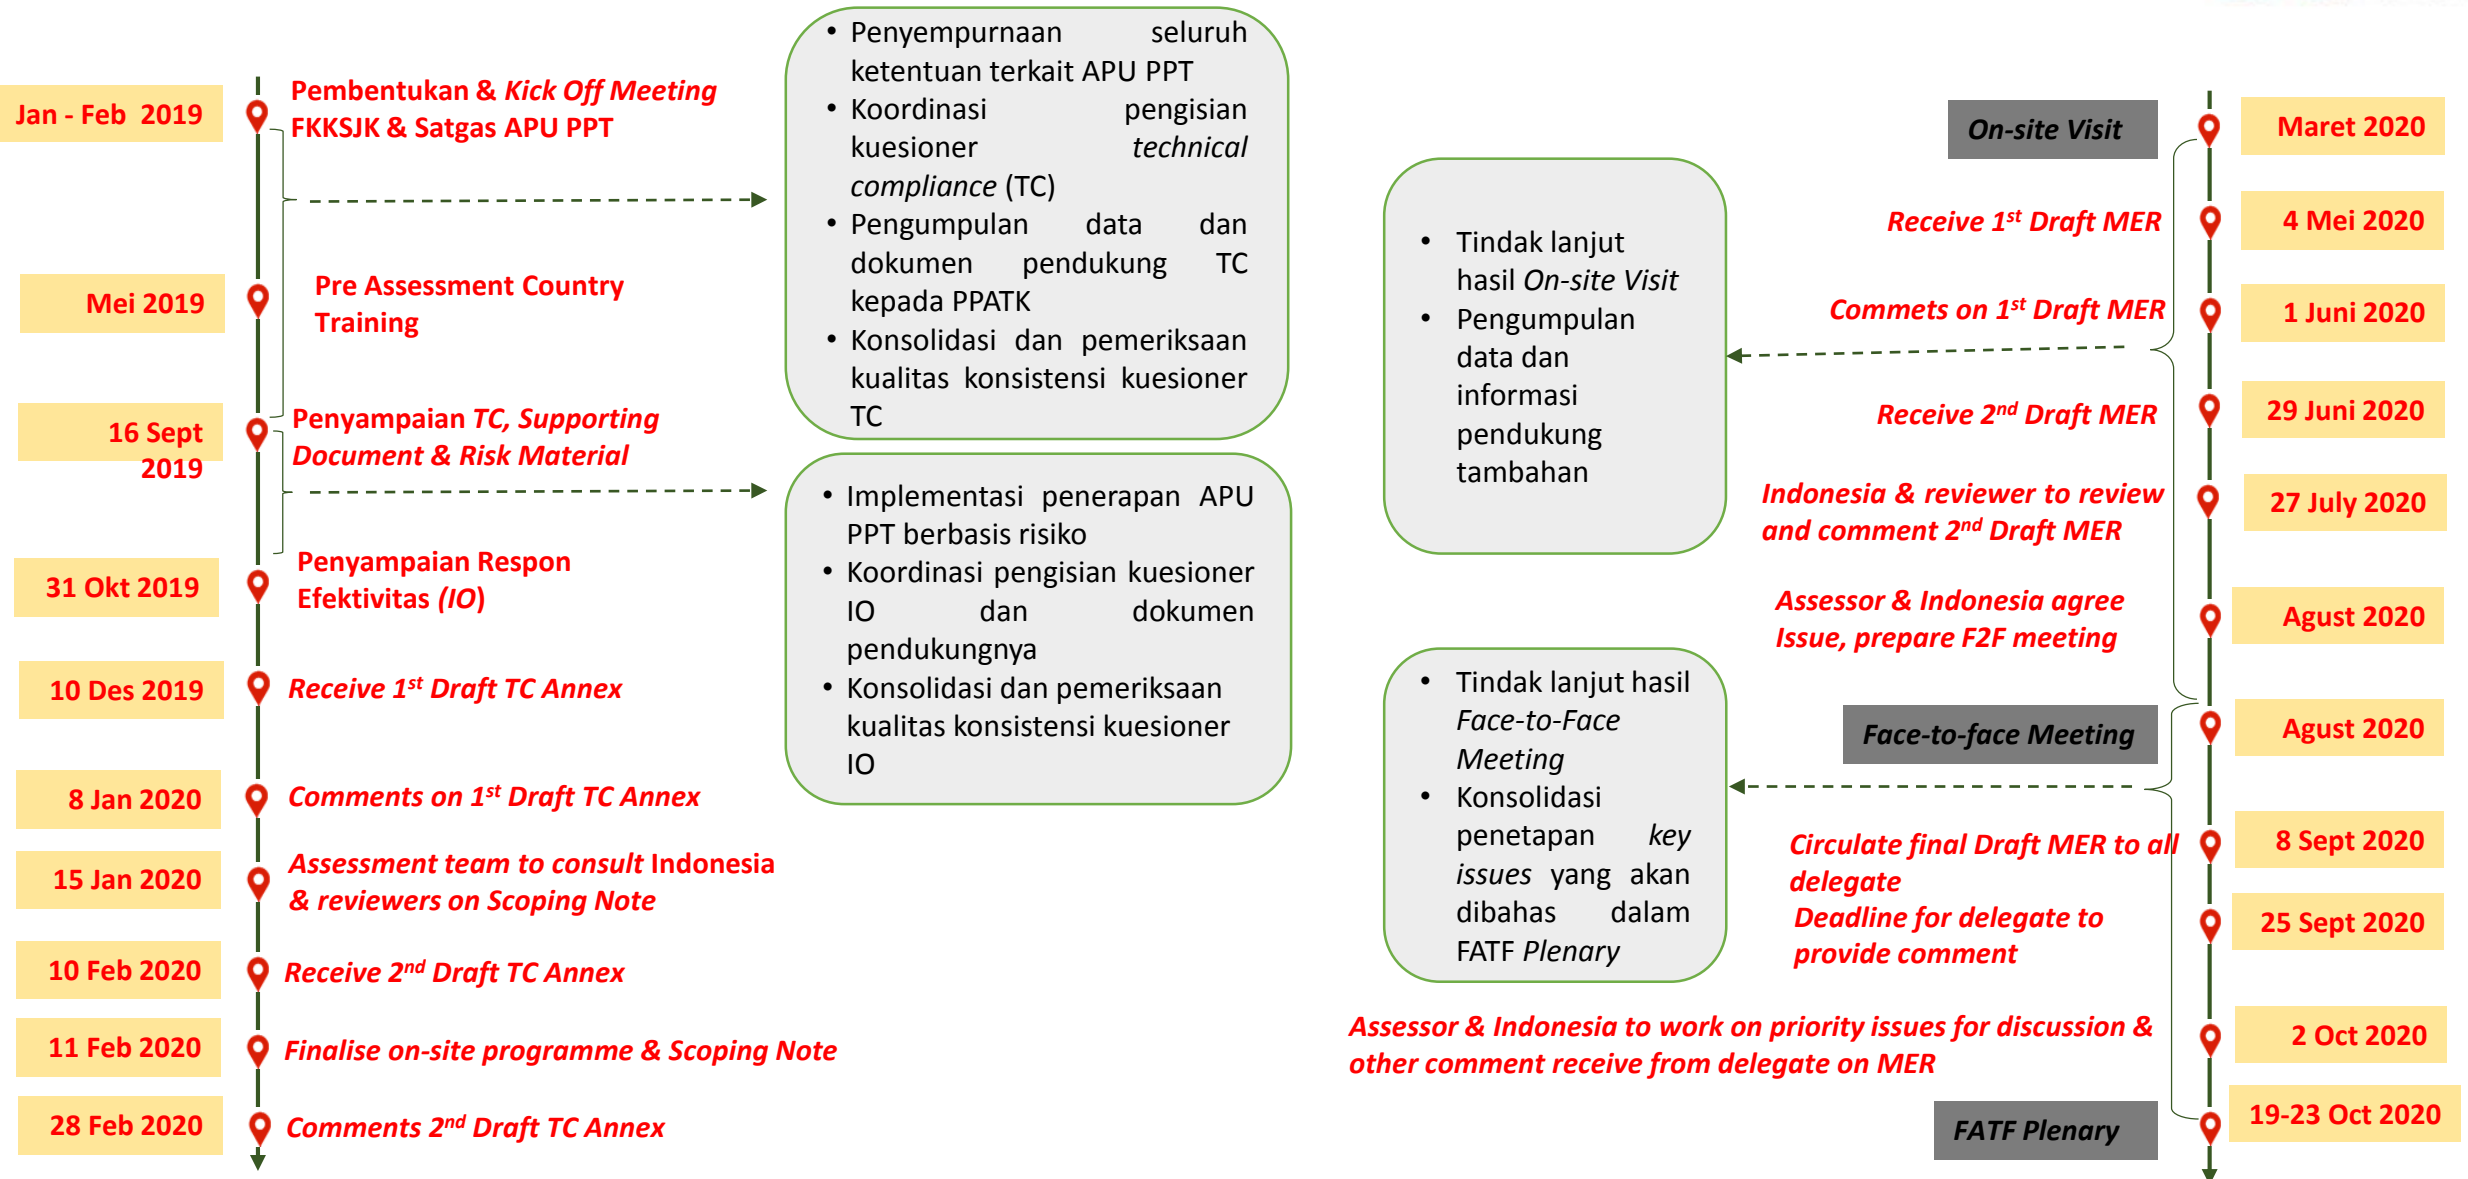 Jan - Feb 2019
Pembentukan & Kick Off Meeting
FKKSJK & Satgas APU PPT
Mei 2019
Pre Assessment Country
Training
16 Sept
2019
Penyampaian TC, Supporting
Document & Risk Material
31 Okt 2019
Penyampaian Respon
Efektivitas (IO)
10 Des 2019
Receive 1st Draft TC Annex
8 Jan 2020
Comments on 1st Draft TC Annex
15 Jan 2020
Assessment team to consult Indonesia
& reviewers on Scoping Note
10 Feb 2020
Receive 2nd Draft TC Annex
11 Feb 2020
Finalise on-site programme & Scoping Note
28 Feb 2020
Comments 2nd Draft TC Annex
• Penyempurnaan seluruh
ketentuan terkait APU PPT
• Koordinasi pengisian
kuesioner technical
compliance (TC)
• Pengumpulan data dan
dokumen pendukung TC
kepada PPATK
• Konsolidasi dan pemeriksaan
kualitas konsistensi kuesioner
TC
• Implementasi penerapan APU
PPT berbasis risiko
• Koordinasi pengisian kuesioner
IO dan dokumen
pendukungnya
• Konsolidasi dan pemeriksaan
kualitas konsistensi kuesioner
IO
• Tindak lanjut
hasil On-site Visit
• Pengumpulan
data dan
informasi
pendukung
tambahan
• Tindak lanjut hasil
Face-to-Face
Meeting
• Konsolidasi
penetapan key
issues yang akan
dibahas dalam
FATF Plenary
On-site Visit
Maret 2020
Receive 1st Draft MER
4 Mei 2020
Commets on 1st Draft MER
1 Juni 2020
Receive 2nd Draft MER
29 Juni 2020
Indonesia & reviewer to review
and comment 2nd Draft MER
27 July 2020
Assessor & Indonesia agree
Issue, prepare F2F meeting
Agust 2020
Face-to-face Meeting
Agust 2020
Circulate final Draft MER to all
delegate
8 Sept 2020
Deadline for delegate to
provide comment
25 Sept 2020
Assessor & Indonesia to work on priority issues for discussion &
other comment receive from delegate on MER
2 Oct 2020
FATF Plenary
19-23 Oct 2020